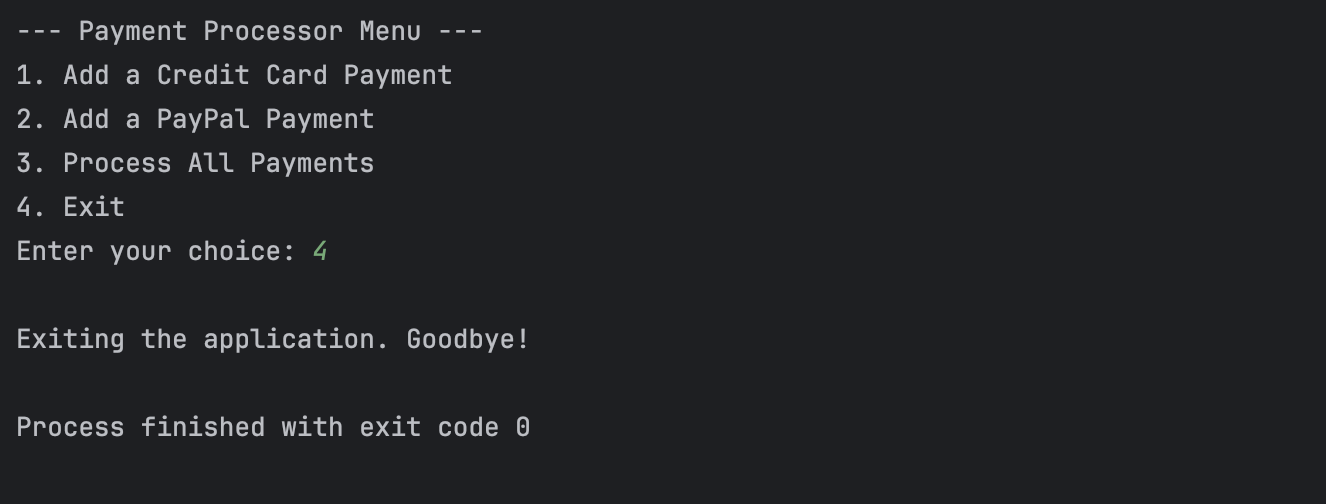 --- Payment Processor Menu ---
1. Add a Credit Card Payment
2. Add a PayPal Payment
3. Process All Payments
4. Exit
Enter your choice: 4
Exiting the application. Goodbye!
Process finished with exit code 0